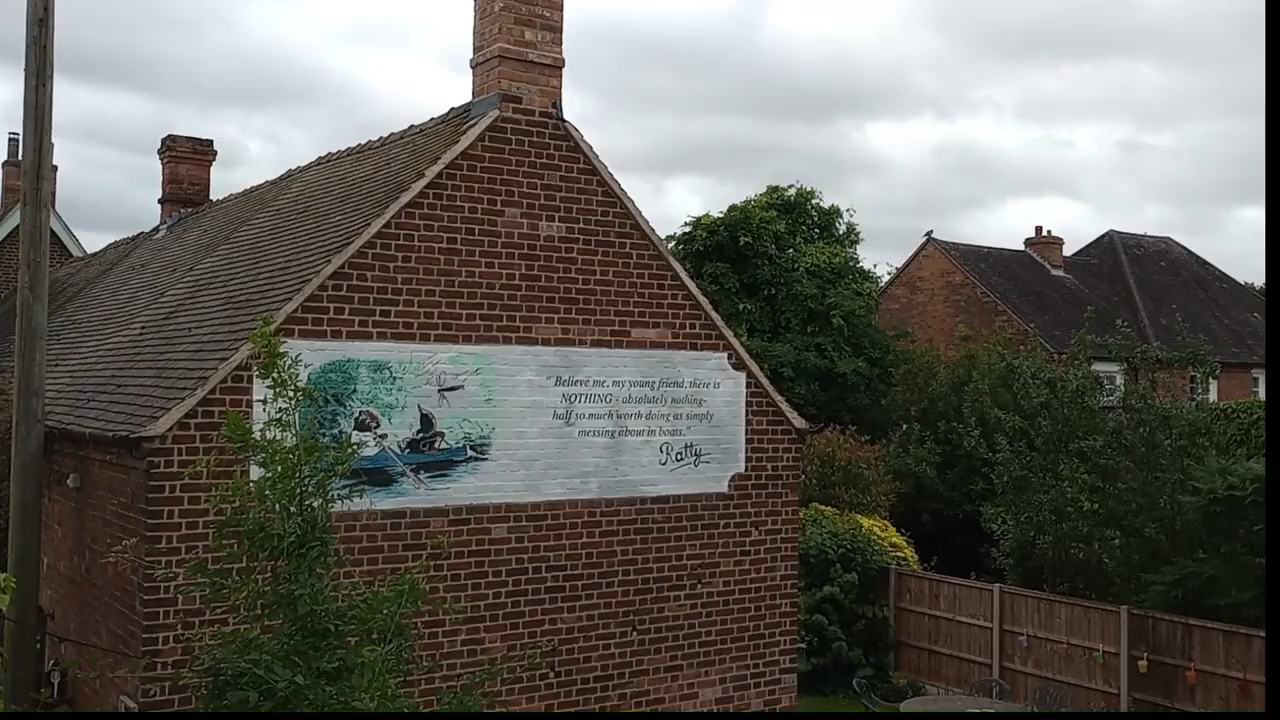 "Believe me, my young friend, there is
NOTHING - absolutely nothing-
half so much worth doing as simply
messing about in boats."
Ratty